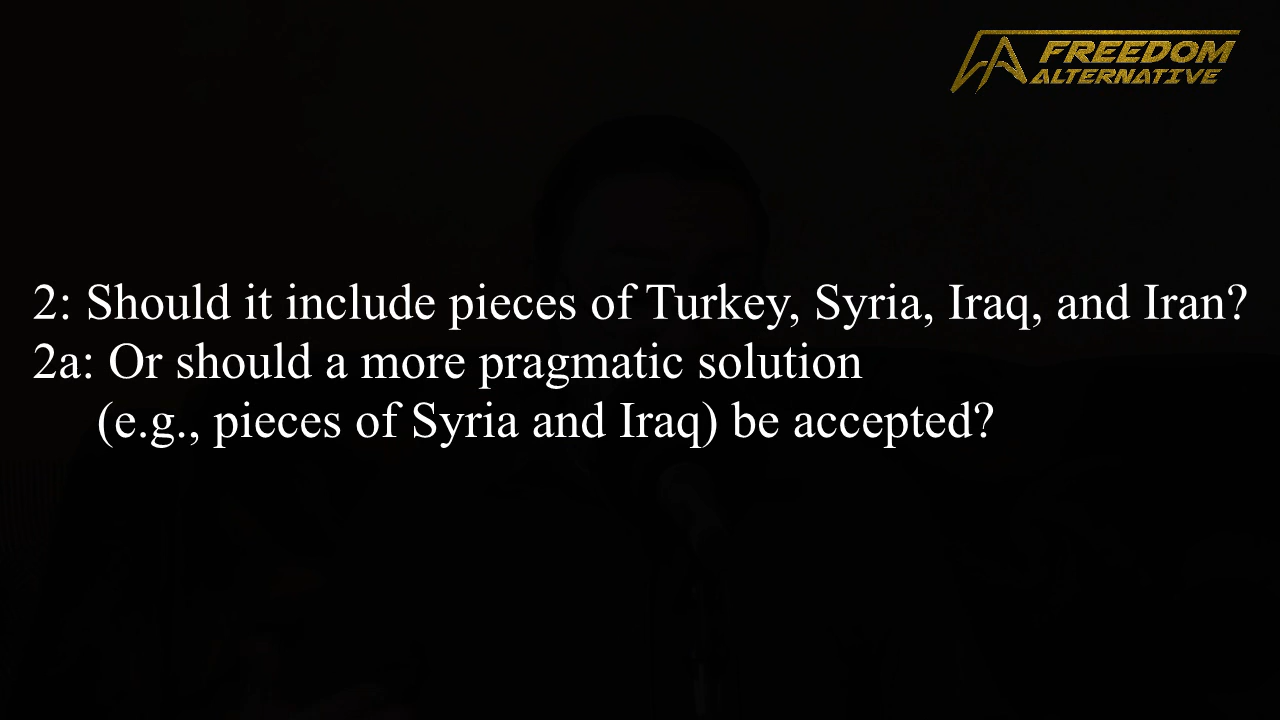 FREEDOM
ALTERNATIVE
2: Should it include pieces of Turkey, Syria, Iraq, and Iran?
2a: Or should a more pragmatic solution
(e.g., pieces of Syria and Iraq) be accepted?